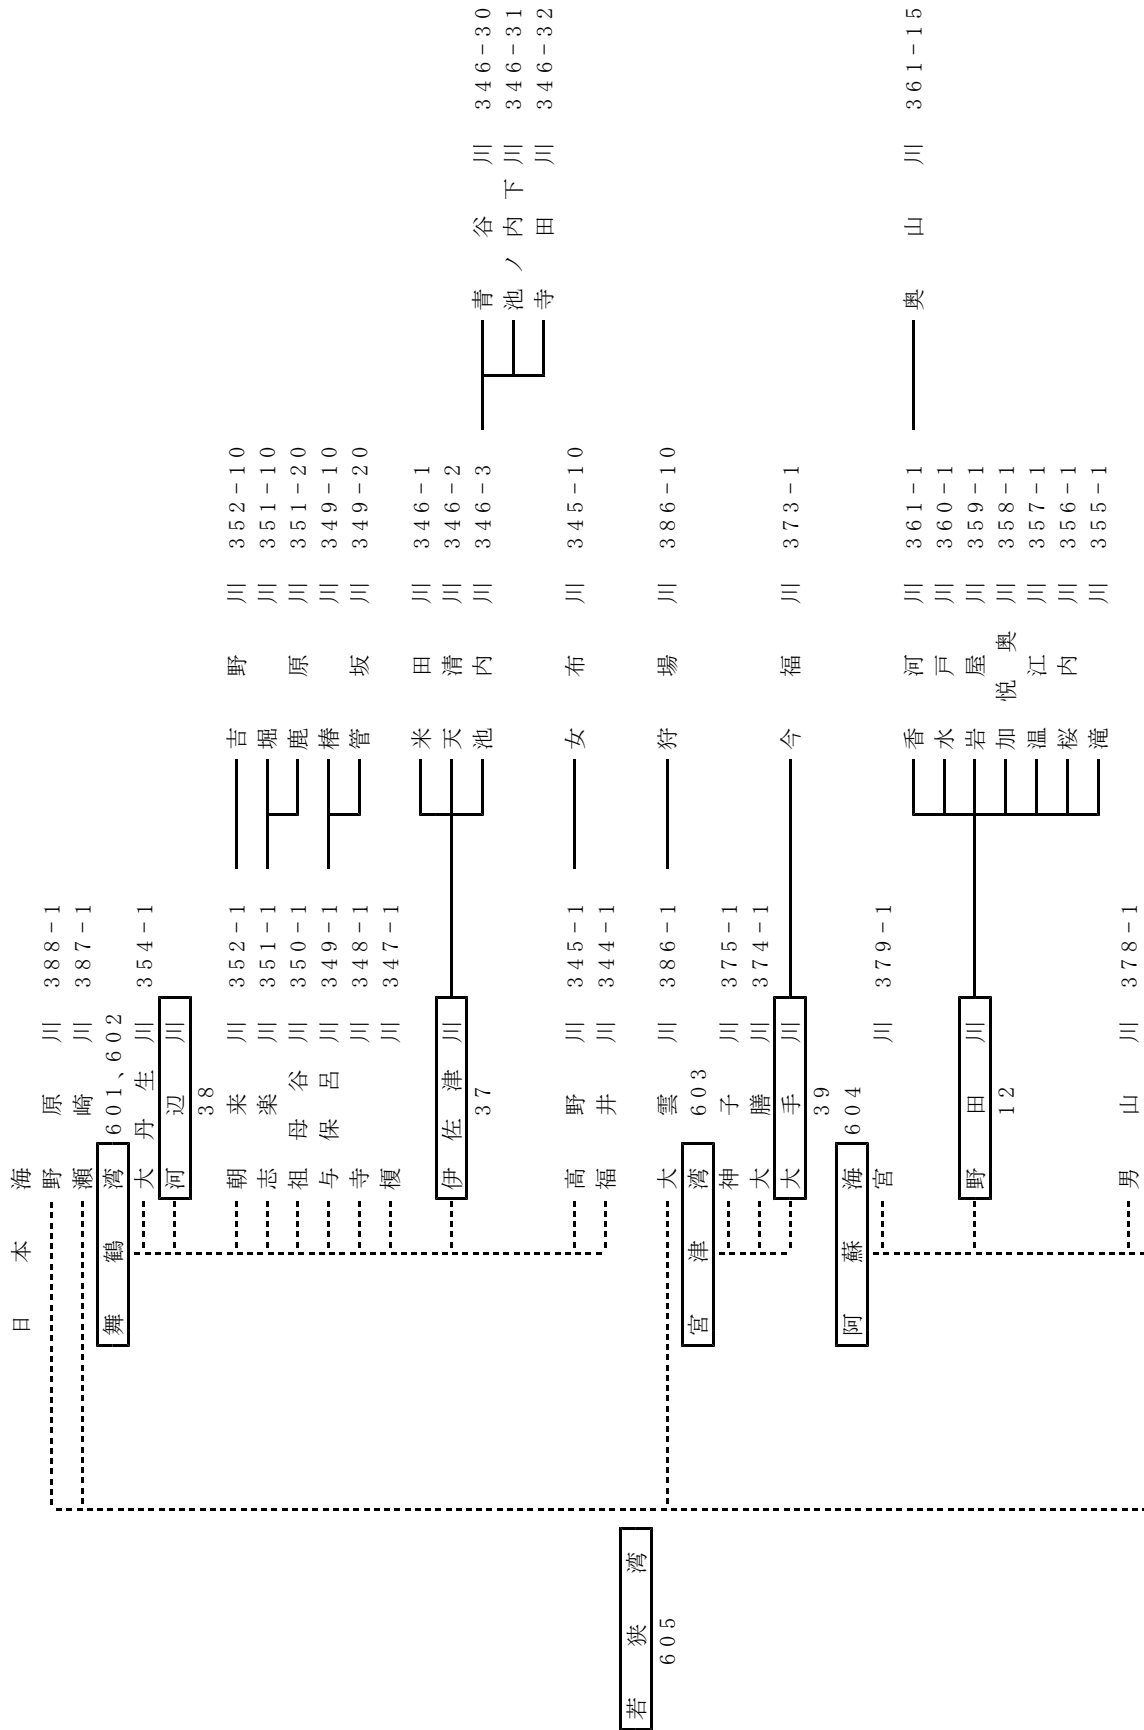 日本海
野原川 388-1
瀬崎川 387-1
舞鶴湾 601、602
大丹生川 354-1
河辺川
38
朝来川 352-1
吉野川 352-10
志楽川 351-1
堀川 351-10
鹿原川 351-20
祖母谷川 350-1
与保呂川 349-1
椿川 349-10
管坂川 349-20
寺川 348-1
榎川 347-1
伊佐津川
37
米田川 346-1
天清川 346-2
池内川 346-3
青谷川 346-30
池ノ内下川 346-31
寺田川 346-32
高野川 345-1
女布川 345-10
福井川 344-1
若狭湾
605
大雲川 386-1
狩場川 386-10
宮津湾
603
神子川 375-1
大膳川 374-1
大手川
39
今福川 373-1
阿蘇海
604
宮川 379-1
野田川
12
香河川 361-1
奥山川 361-15
水戸川 360-1
岩屋川 359-1
加悦奥川 358-1
温江川 357-1
桜内川 356-1
滝川 355-1
男山川 378-1